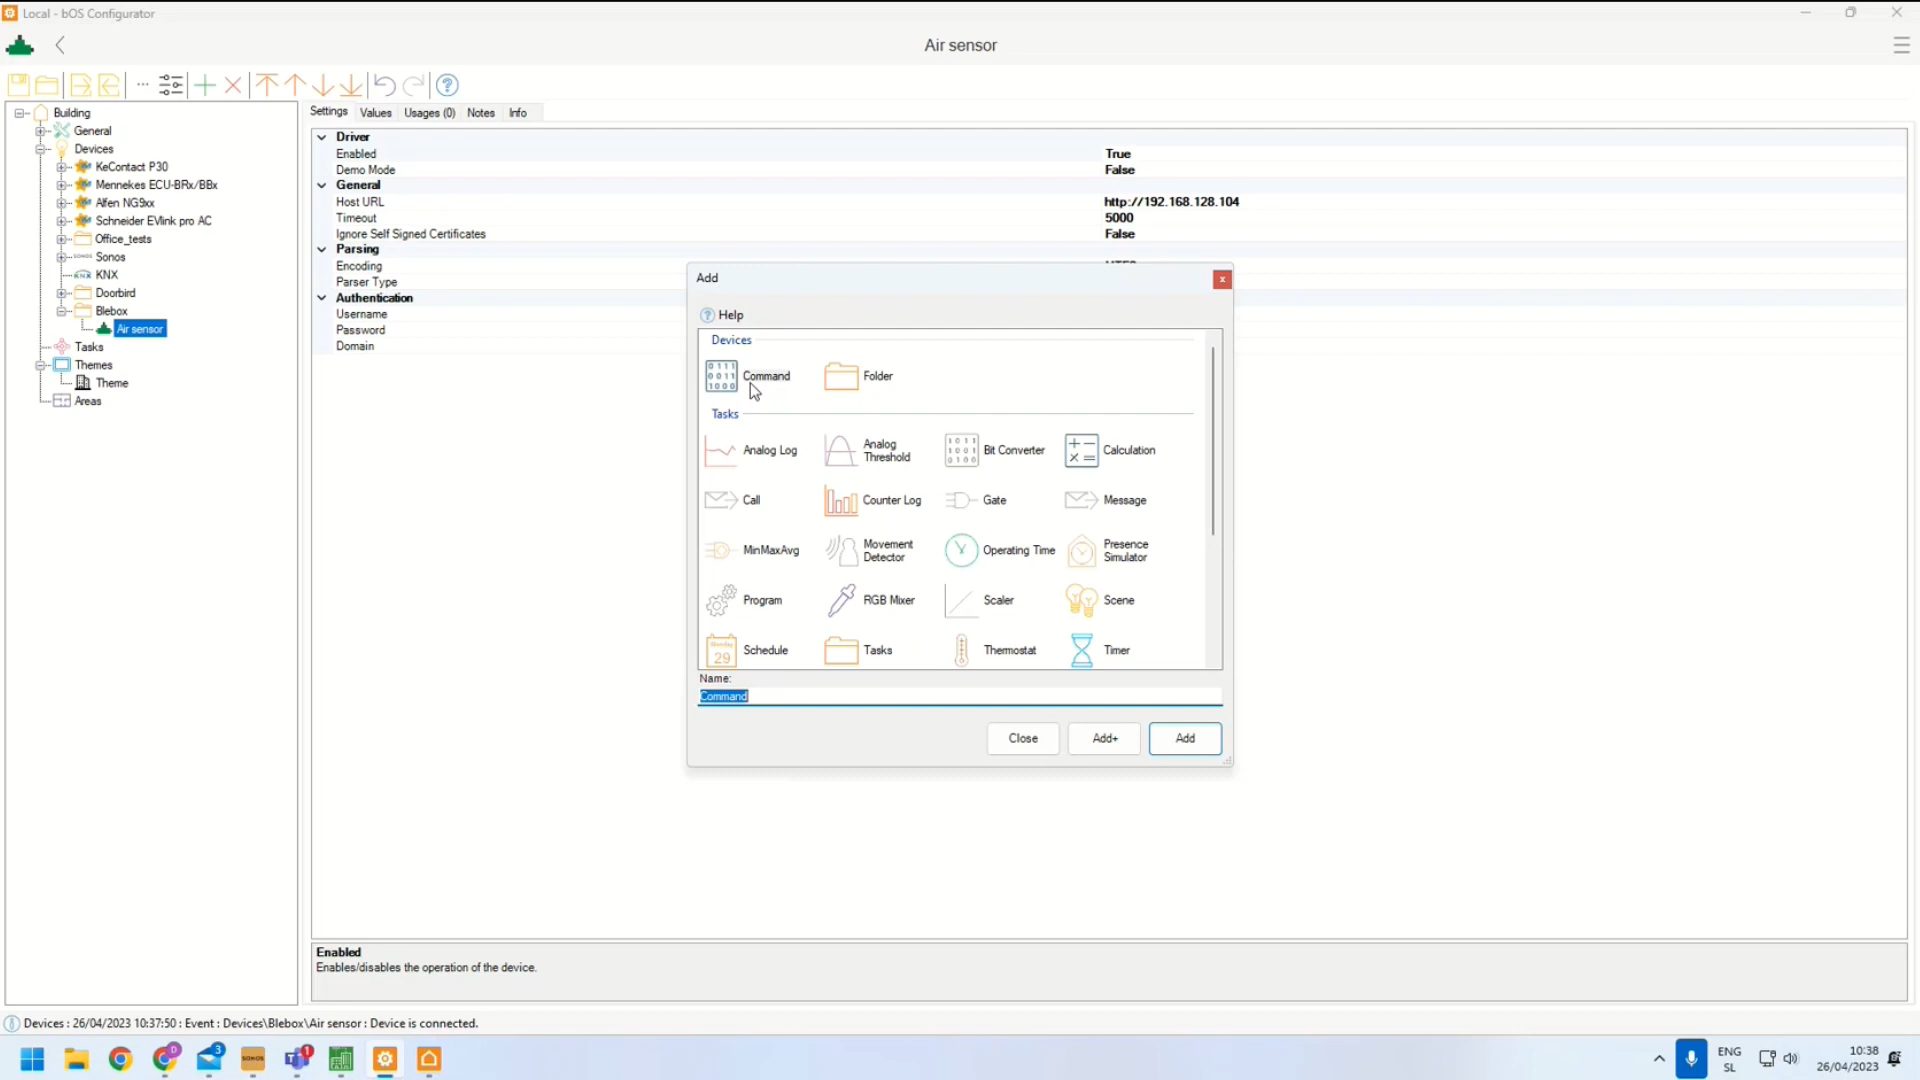 Local - bOS Configurator
Air sensor
Building
General
Devices
KeContact P30
Mennekes ECU-BRx/BBx
Alfen NG9xx
Schneider EVlink pro AC
Office_tests
SONOS Sonos
KNX KNX
Doorbird
Blebox
Air sensor
Tasks
Themes
Theme
Areas
Settings Values Usages (0) Notes Info
Driver
Enabled True
Demo Mode False
General
Host URL http://192.168.128.104
Timeout 5000
Ignore Self Signed Certificates False
Parsing
Encoding
Parser Type
Authentication
Username
Password
Domain
Add
Help
Devices
Command Folder
Tasks
Analog Log Analog Threshold Bit Converter Calculation
Call Counter Log Gate Message
MinMaxAvg Movement Detector Operating Time Presence Simulator
Program RGB Mixer Scaler Scene
29 Schedule Tasks Thermostat Timer
Name:
Command
Close Add+ Add
Enabled
Enables/disables the operation of the device.
Devices : 26/04/2023 10:37:50 : Event : Devices\Blebox\Air sensor : Device is connected.
D 3 SONOS 1
ENG
SL
10:38
26/04/2023